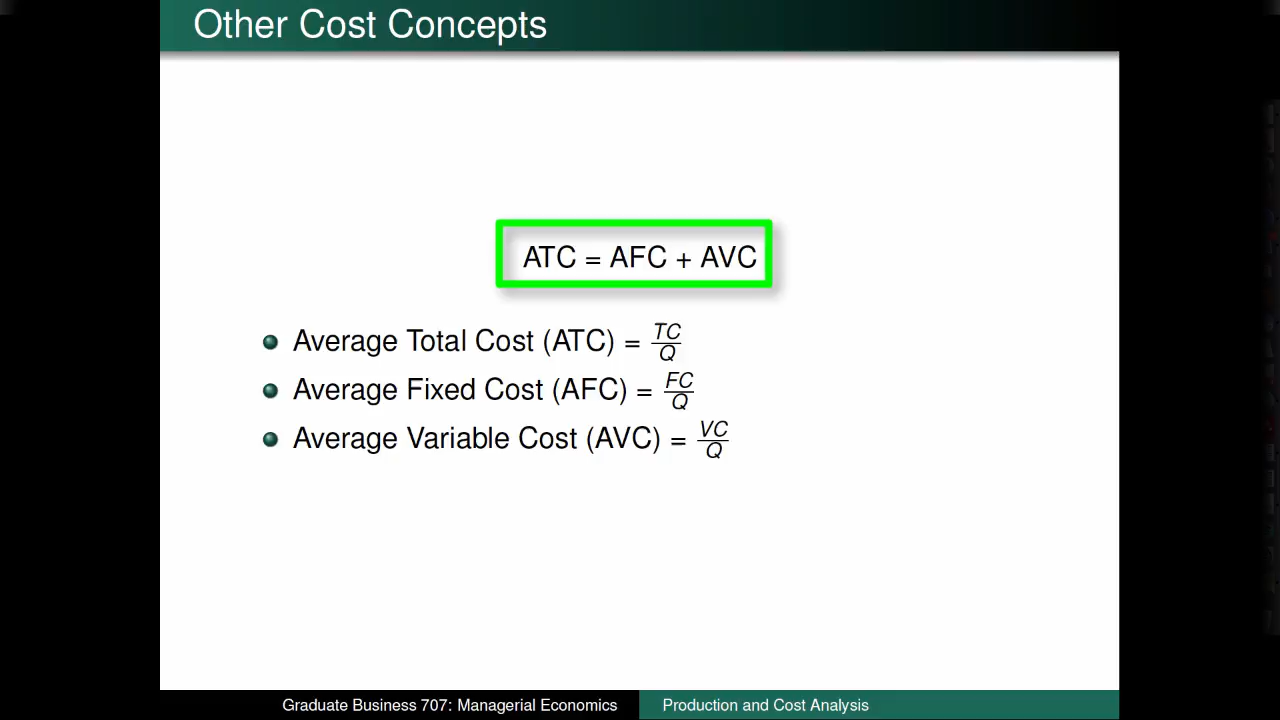 Other Cost Concepts
ATC = AFC + AVC
Average Total Cost (ATC) = TC/Q
Average Fixed Cost (AFC) = FC/Q
Average Variable Cost (AVC) = VC/Q
Graduate Business 707: Managerial Economics
Production and Cost Analysis